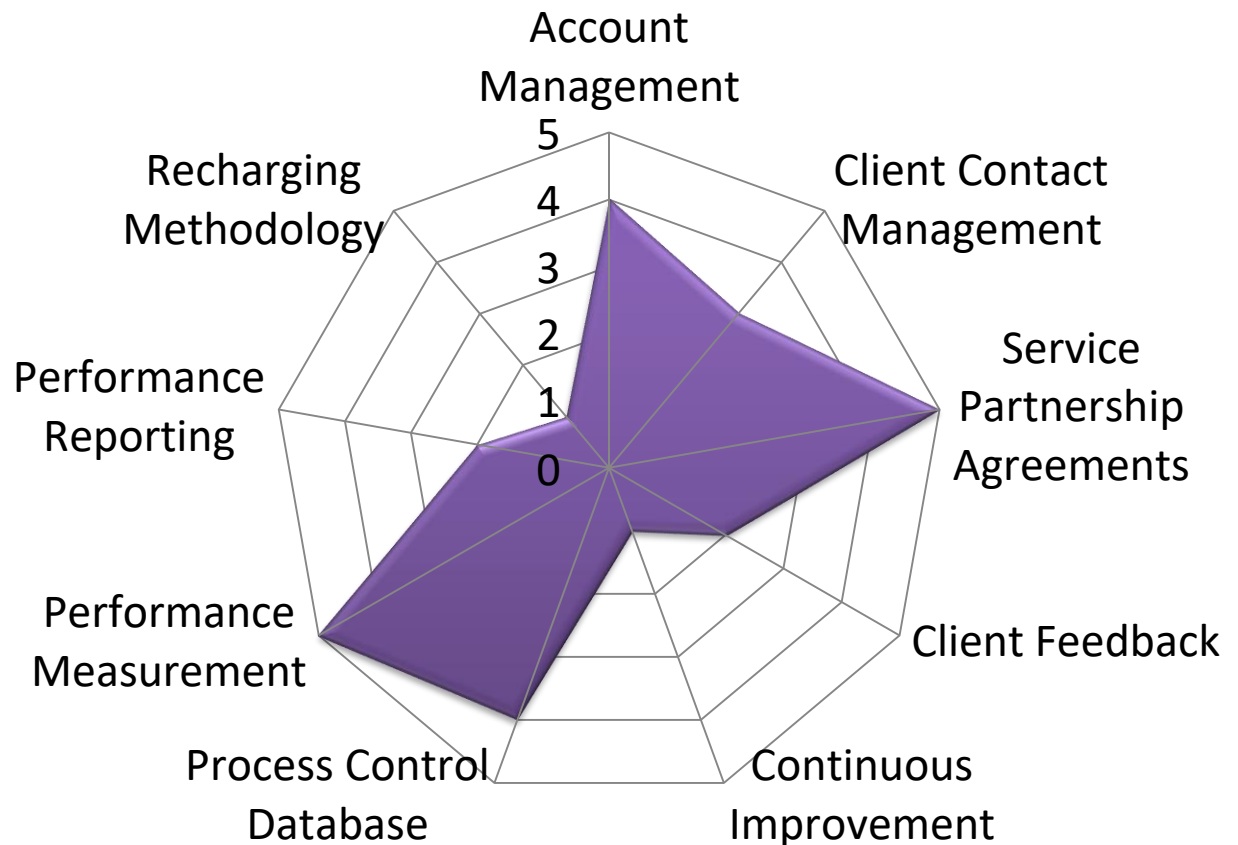 Account
Management
5
4
3
2
1
0
Client Contact
Management
Service
Partnership
Agreements
Client Feedback
Continuous
Improvement
Process Control
Database
Performance
Measurement
Performance
Reporting
Recharging
Methodology